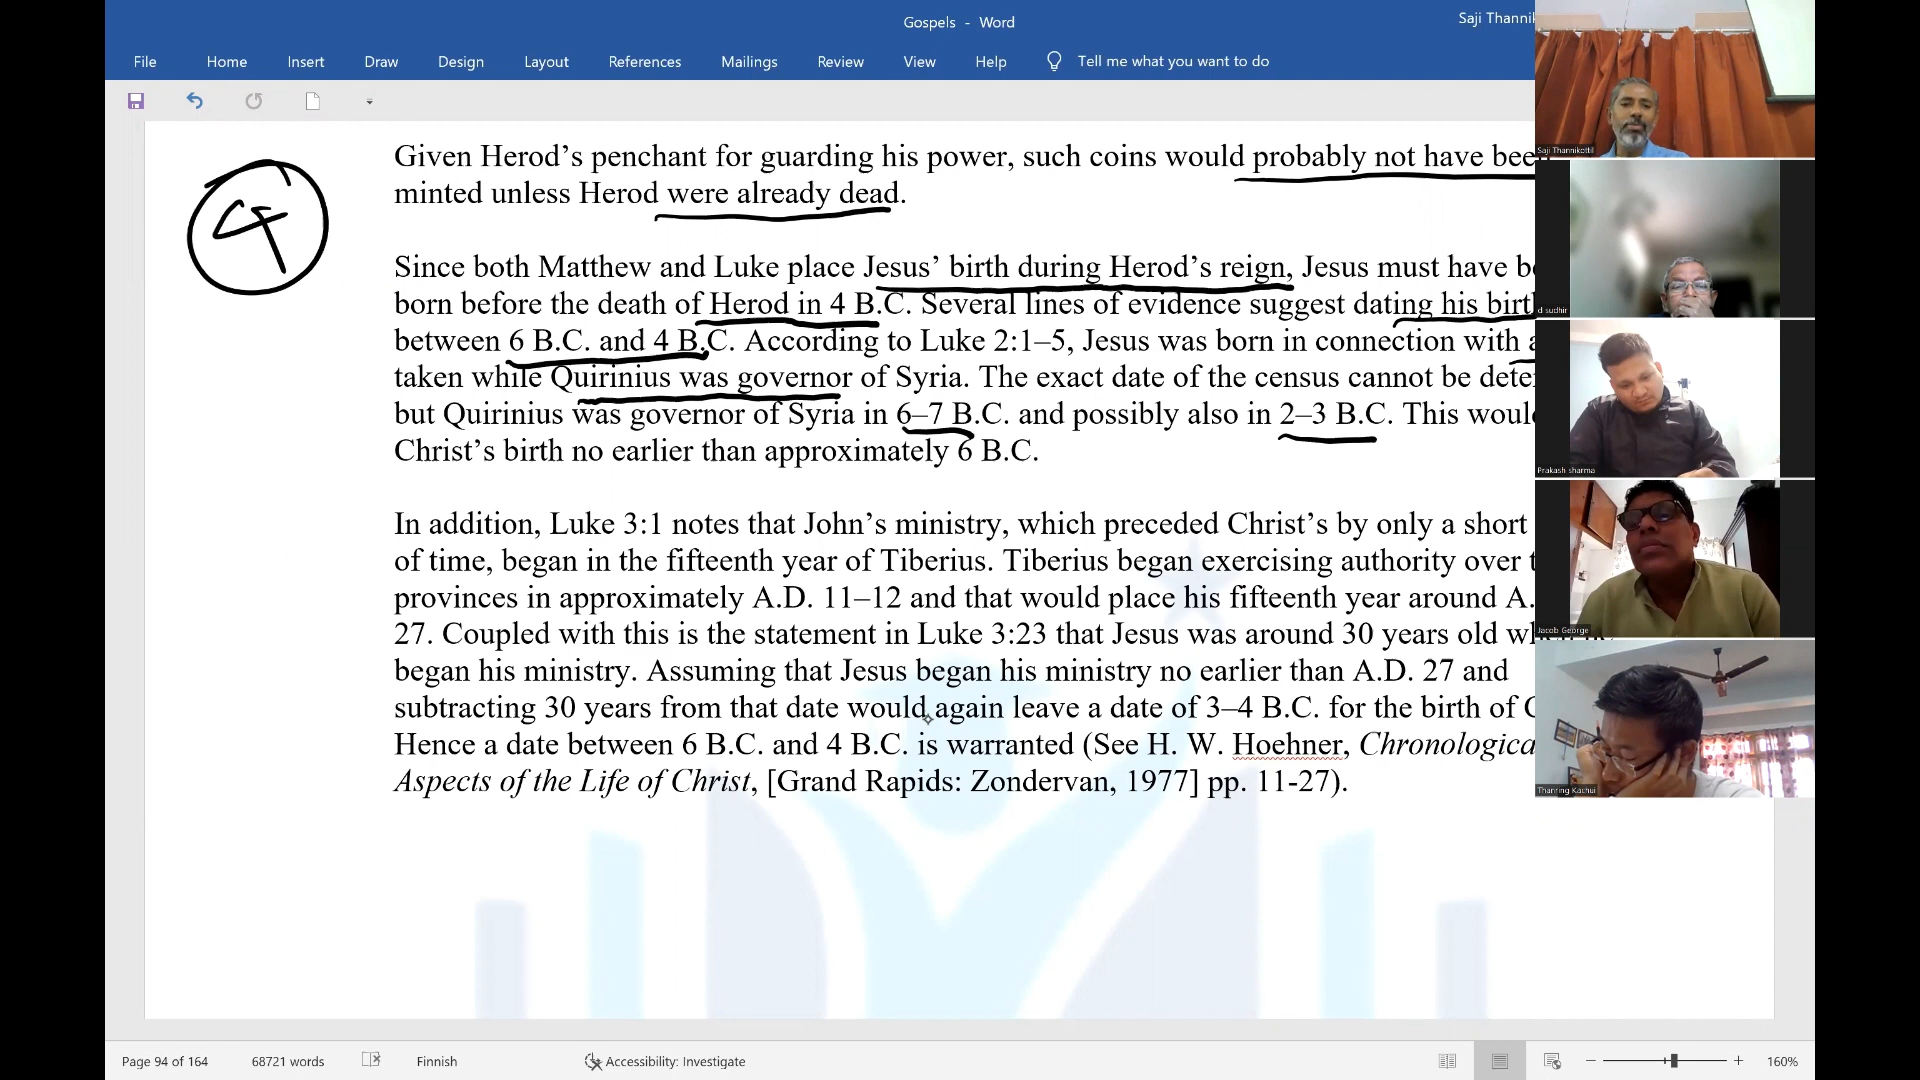 Gospels - Word
Saji Thannik
File Home Insert Draw Design Layout References Mailings Review View Help Tell me what you want to do
Given Herod’s penchant for guarding his power, such coins would probably not have bee
minted unless Herod were already dead.
4
Since both Matthew and Luke place Jesus’ birth during Herod’s reign, Jesus must have b
born before the death of Herod in 4 B.C. Several lines of evidence suggest dating his birt
between 6 B.C. and 4 B.C. According to Luke 2:1–5, Jesus was born in connection with a
taken while Quirinius was governor of Syria. The exact date of the census cannot be dete
but Quirinius was governor of Syria in 6–7 B.C. and possibly also in 2–3 B.C. This woul
Christ’s birth no earlier than approximately 6 B.C.
In addition, Luke 3:1 notes that John’s ministry, which preceded Christ’s by only a short
of time, began in the fifteenth year of Tiberius. Tiberius began exercising authority over t
provinces in approximately A.D. 11–12 and that would place his fifteenth year around A.
27. Coupled with this is the statement in Luke 3:23 that Jesus was around 30 years old wh
began his ministry. Assuming that Jesus began his ministry no earlier than A.D. 27 and
subtracting 30 years from that date would again leave a date of 3–4 B.C. for the birth of C
Hence a date between 6 B.C. and 4 B.C. is warranted (See H. W. Hoehner, Chronologica
Aspects of the Life of Christ, [Grand Rapids: Zondervan, 1977] pp. 11-27).
Saji Thannikottil
d sudhir
Prakash sharma
Jacob George
Thanring Kachui
Page 94 of 164 68721 words Finnish Accessibility: Investigate 160%